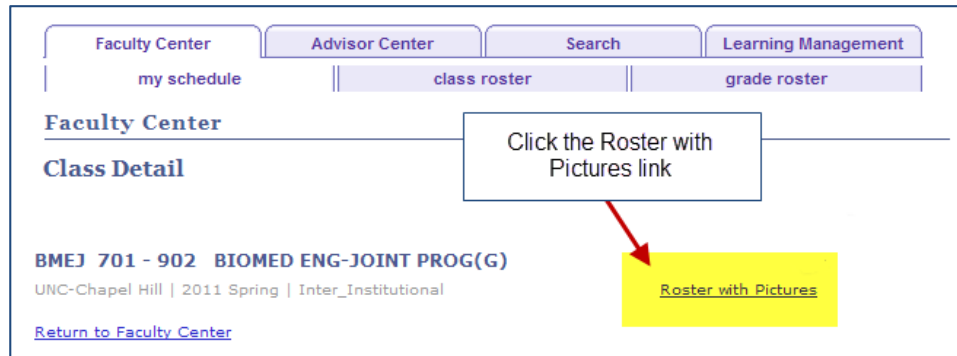 Faculty Center Advisor Center Search Learning Management
my schedule class roster grade roster
Faculty Center
Click the Roster with
Pictures link
Class Detail
BMEJ 701 - 902 BIOMED ENG-JOINT PROG(G)
UNC-Chapel Hill | 2011 Spring | Inter_Institutional
Roster with Pictures
Return to Faculty Center